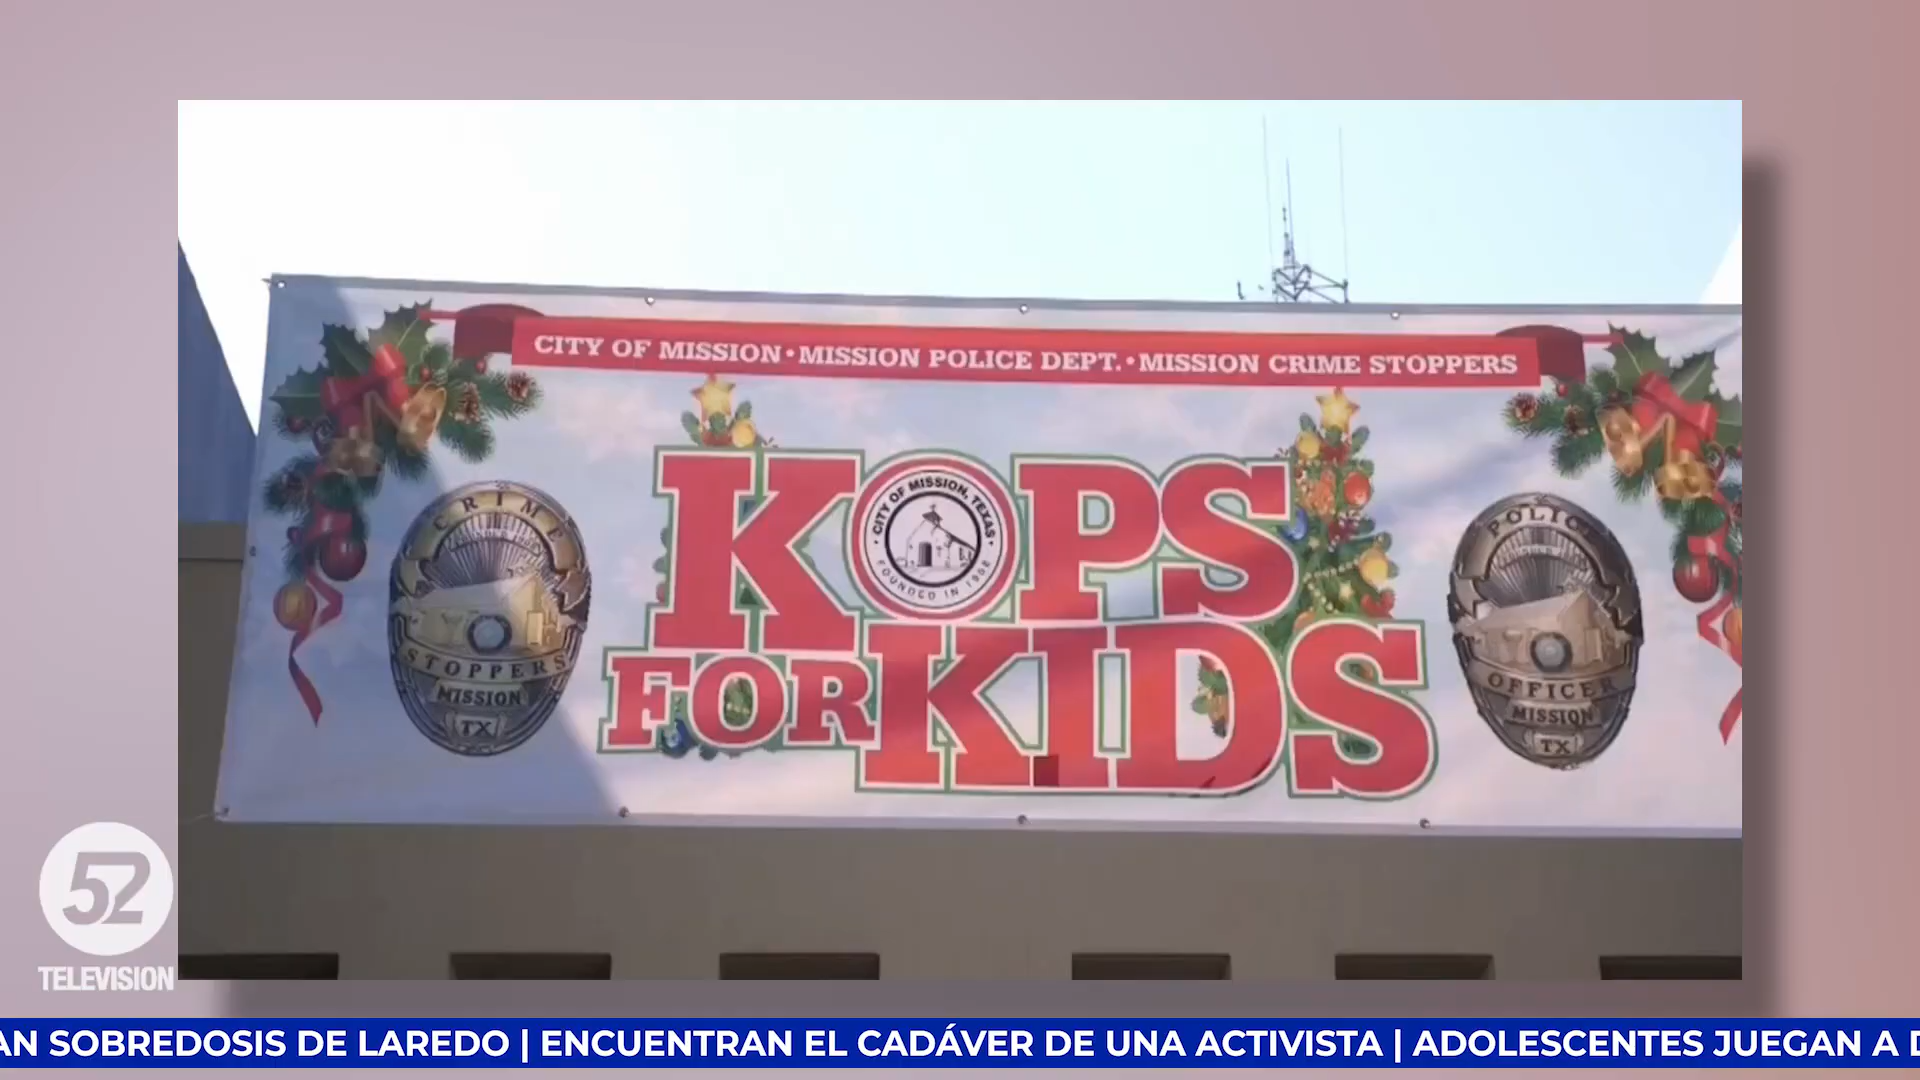 CITY OF MISSION • MISSION POLICE DEPT. • MISSION CRIME STOPPERS
KOPS
CITY OF MISSION, TEXAS
FOUNDED IN 1908
FOR KIDS
CRIME
STOPPERS
MISSION
TX
POLICE
OFFICER
MISSION
TX
52
TELEVISION
AN SOBREDOSIS DE LAREDO | ENCUENTRAN EL CADÁVER DE UNA ACTIVISTA | ADOLESCENTES JUEGAN A D